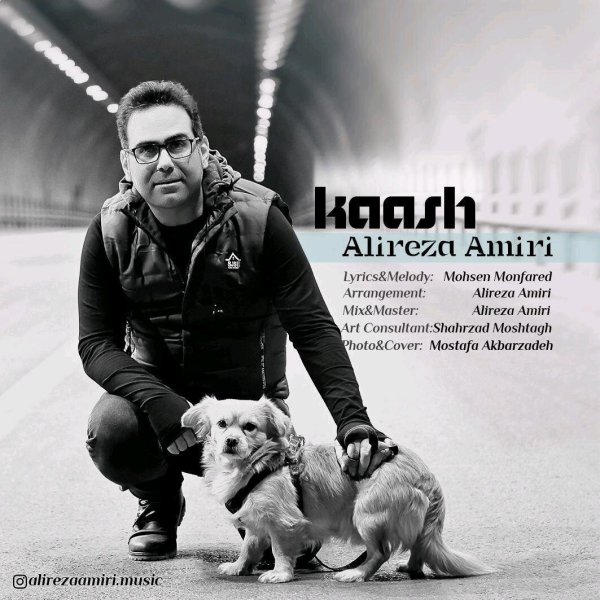 kaash
Alireza Amiri
Lyrics&Melody: Mohsen Monfared
Arrangement: Alireza Amiri
Mix&Master: Alireza Amiri
Art Consultant:Shahrzad Moshtagh
Photo&Cover: Mostafa Akbarzadeh
alirezaamiri.music